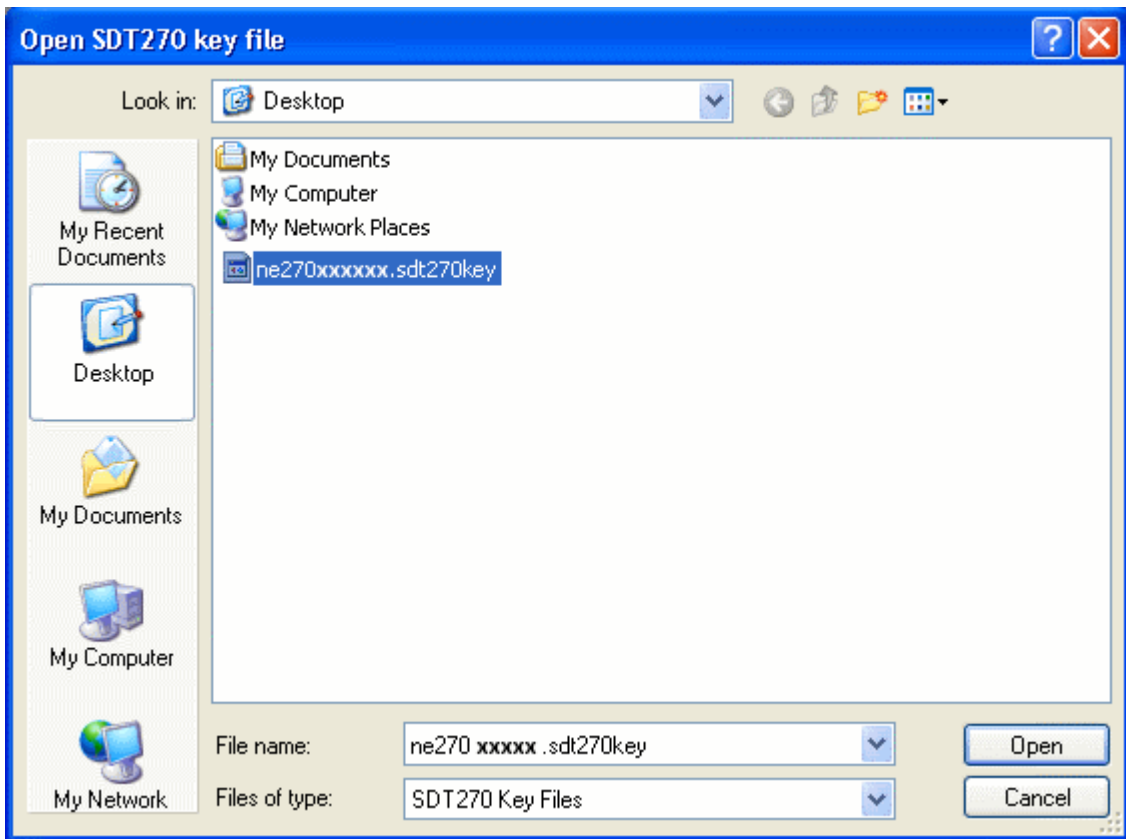 Open SDT270 key file
Look in:
Desktop
My Recent
Documents
Desktop
My Documents
My Computer
My Network
My Documents
My Computer
My Network Places
ne270xxxxxx.sdt270key
File name:
ne270 xxxxx .sdt270key
Open
Files of type:
SDT270 Key Files
Cancel